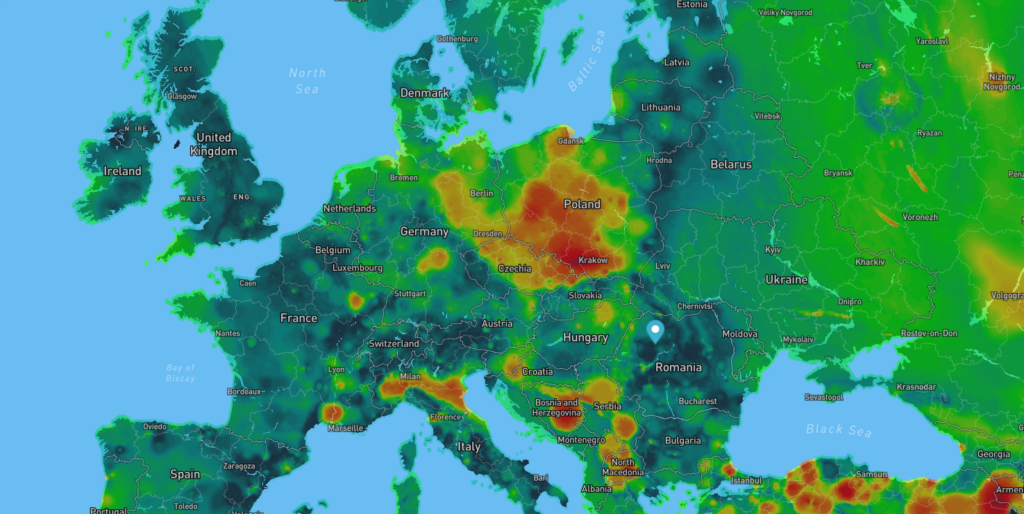 Estonia
Veliky Novgorod
Gothenburg
Yaroslavl
North
Sea
SCOT.
Baltic Sea
Latvia
Tver
Nizhny
Novgorod
Glasgow
Denmark
Lithuania
Vitebsk
N. IRE.
Ryazan
United
Kingdom
Gdansk
Ireland
Hrodna
Belarus
Bryansk
Bremen
WALES
ENG.
Berlin
Poland
Netherlands
Voronezh
Germany
Dresden
Belgium
Kyiv
Luxembourg
Czechia
Krakow
Lviv
Kharkiv
Ukraine
Caen
Stuttgart
Slovakia
Volgogra
Chernivtsi
Dnipro
France
Austria
Nantes
Hungary
Moldova
Mykolaiv
Rostov-on-Don
Switzerland
Bay of
Biscay
Lyon
Croatia
Romania
Milan
Krasnodar
Bordeaux
Sevastopol
Bosnia and
Herzegovina
Serbia
Bucharest
Florence
Oviedo
Marseille
Black Sea
Italy
Montenegro
Bulgaria
Georgia
Zaragoza
North
Macedonia
Spain
Bari
Istanbul
Samsun
Albania
Armen
Toledo
Portugal